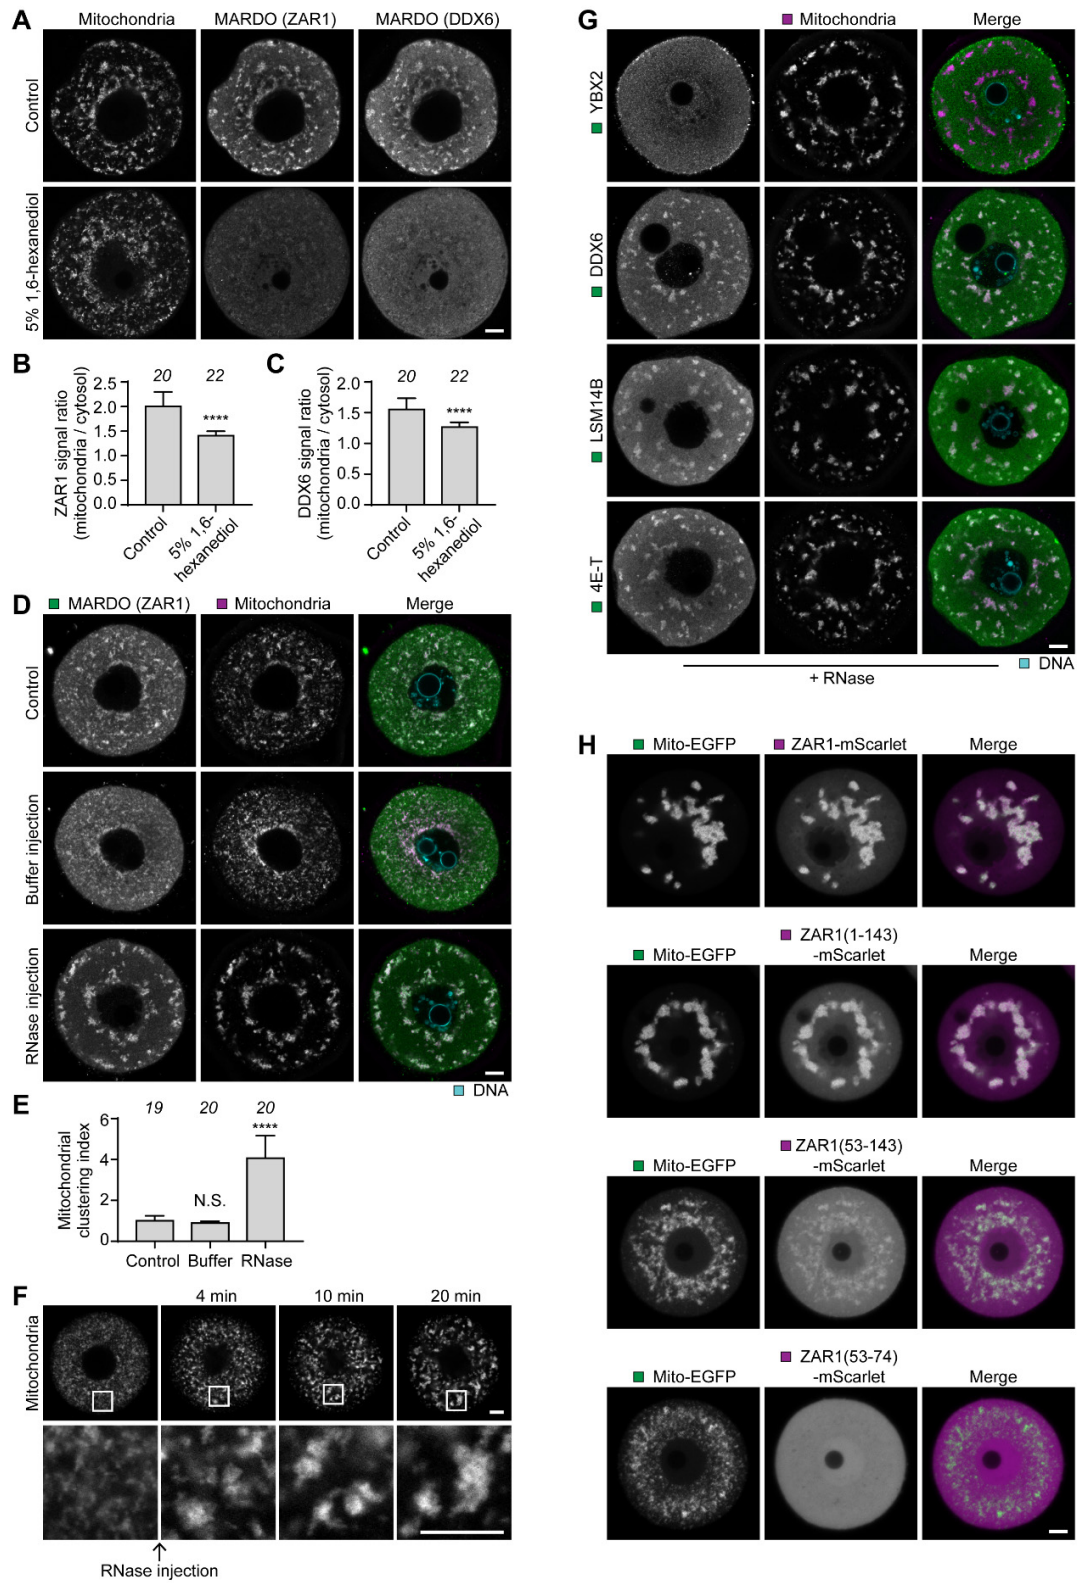 A
Mitochondria MARDO (ZAR1) MARDO (DDX6)
Control
5% 1,6-hexanediol
B
ZAR1 signal ratio
(mitochondria / cytosol)
20 22
2.5
2.0
1.5
1.0
0.5
0.0
****
Control
5% 1,6-
hexanediol
C
DDX6 signal ratio
(mitochondria / cytosol)
20 22
2.0
1.5
1.0
0.5
0.0
****
Control
5% 1,6-
hexanediol
D
MARDO (ZAR1) Mitochondria Merge
Control
Buffer injection
RNase injection
DNA
E
Mitochondrial
clustering index
19 20 20
6
4
2
0
N.S.
****
Control Buffer RNase
F
4 min 10 min 20 min
Mitochondria
RNase injection
G
Mitochondria Merge
YBX2
DDX6
LSM14B
4E-T
+ RNase
DNA
H
Mito-EGFP ZAR1-mScarlet Merge
ZAR1(1-143)
Mito-EGFP -mScarlet Merge
ZAR1(53-143)
Mito-EGFP -mScarlet Merge
ZAR1(53-74)
Mito-EGFP -mScarlet Merge